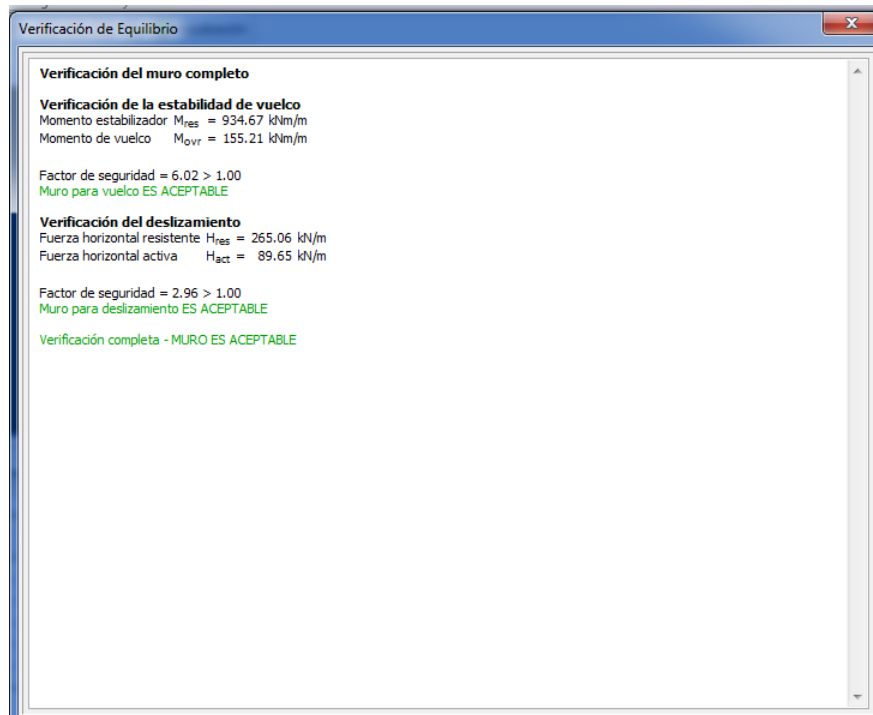 Verificación de Equilibrio
Verificación del muro completo
Verificación de la estabilidad de vuelco
Momento estabilizador Mres = 934.67 kNm/m
Momento de vuelco Movr = 155.21 kNm/m
Factor de seguridad = 6.02 > 1.00
Muro para vuelco ES ACEPTABLE
Verificación del deslizamiento
Fuerza horizontal resistente Hres = 265.06 kN/m
Fuerza horizontal activa Hact = 89.65 kN/m
Factor de seguridad = 2.96 > 1.00
Muro para deslizamiento ES ACEPTABLE
Verificación completa - MURO ES ACEPTABLE